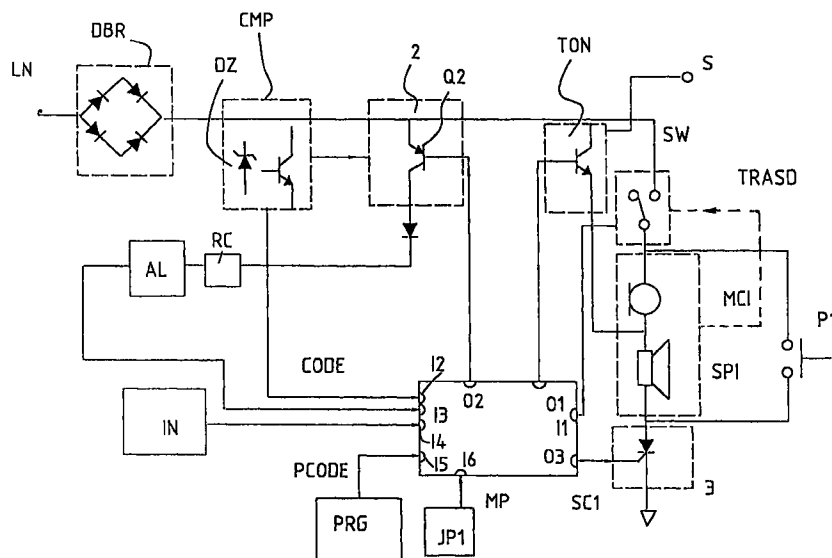 CMP
DBR
TON
2
S
LN
DZ
Q2
SW
TRASD
RC
AL
MCI
P1
CODE
SPI
I2
O2
O1
I3
I1
IN
I4
O3
PCODE
I5
I6
3
MP
SC1
PRG
JP1